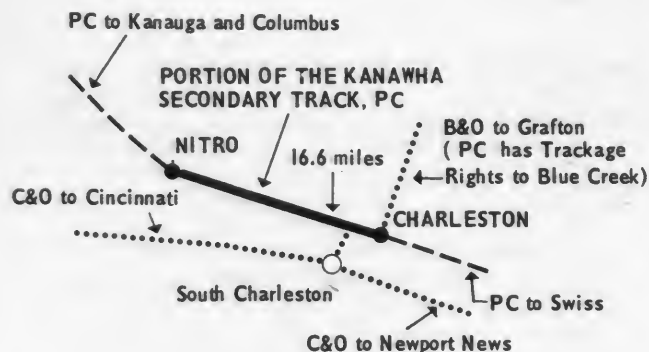 PC to Kanauga and Columbus
PORTION OF THE KANAWHA
SECONDARY TRACK, PC
B&O to Grafton
( PC has Trackage
Rights to Blue Creek)
NITRO
16.6 miles
C&O to Cincinnati
CHARLESTON
South Charleston
PC to Swiss
C&O to Newport News